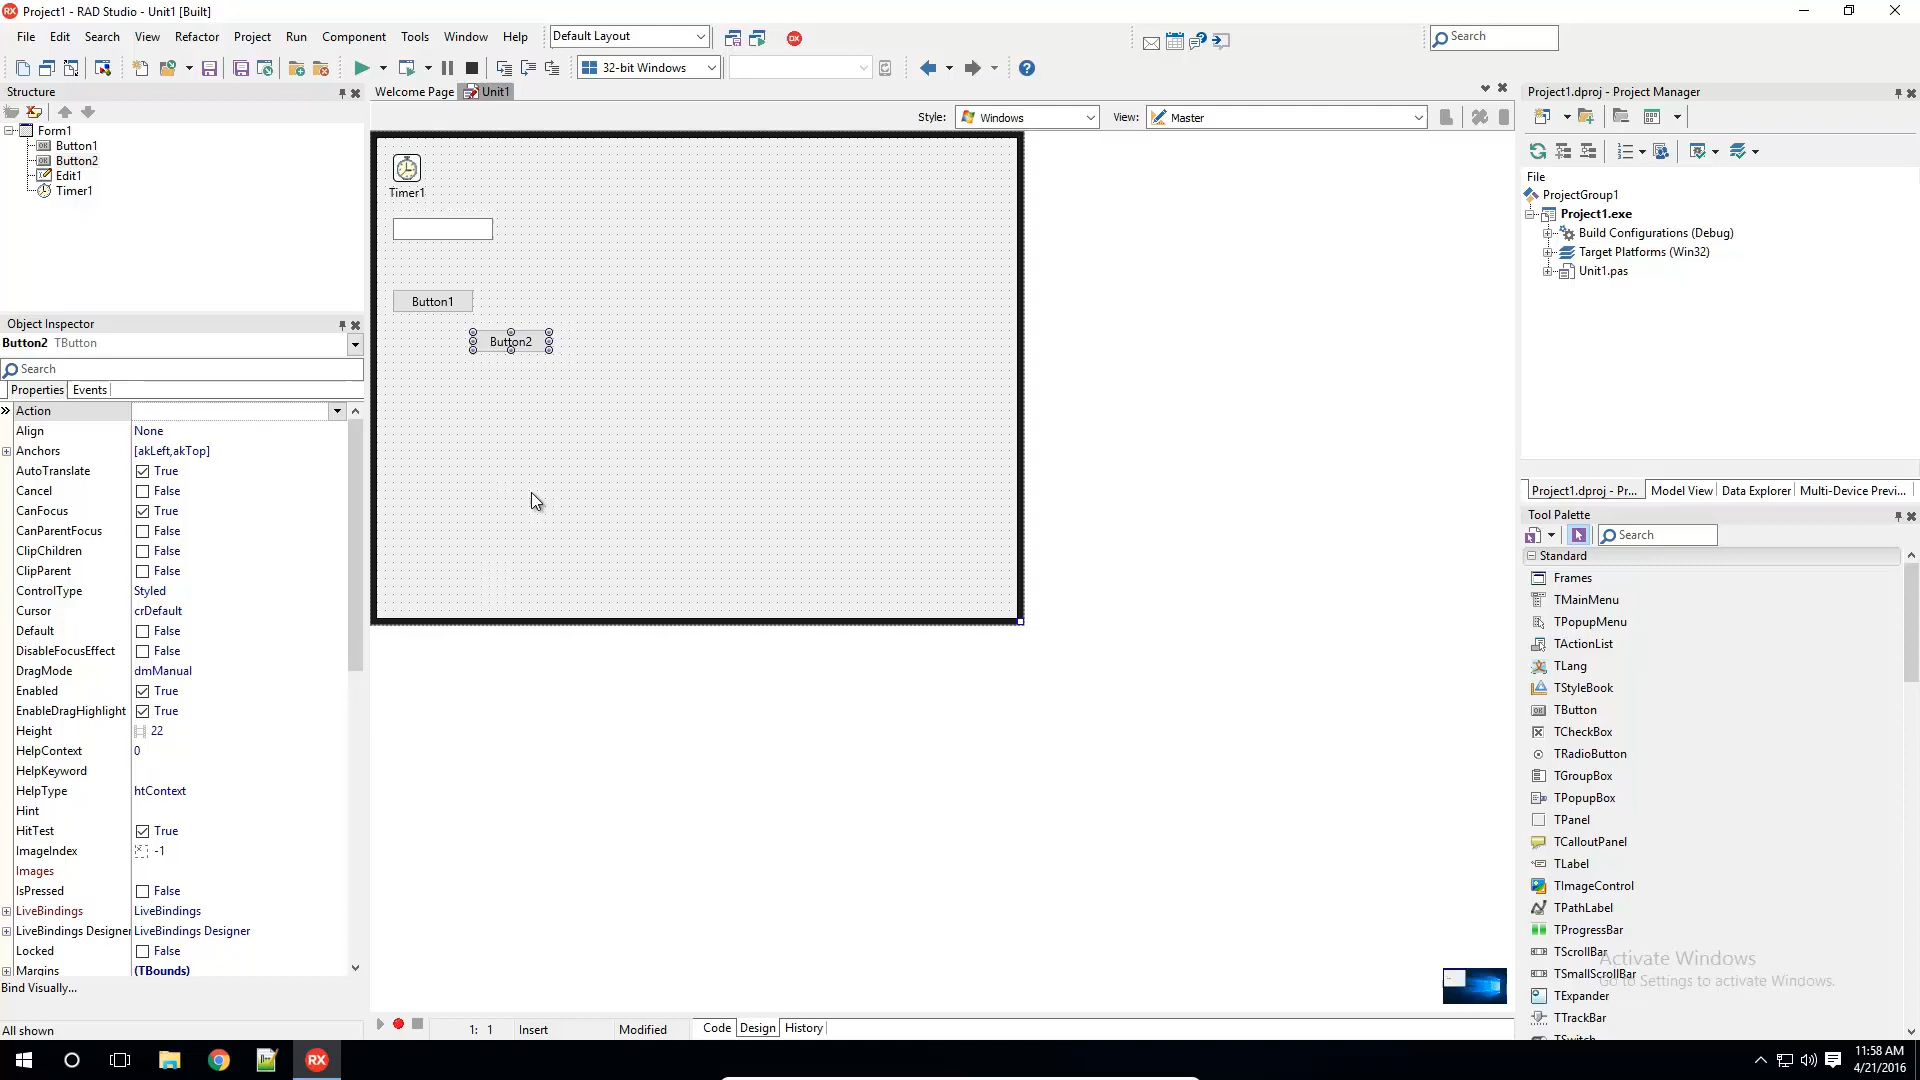 Project1 - RAD Studio - Unit1 [Built]
File Edit Search View Refactor Project Run Component Tools Window Help
Default Layout
Search
32-bit Windows
Structure
Form1
Button1
Button2
Edit1
Timer1
Object Inspector
Button2 TButton
Search
Properties Events
Action
Align None
Anchors [akLeft,akTop]
AutoTranslate True
Cancel False
CanFocus True
CanParentFocus False
ClipChildren False
ClipParent False
ControlType Styled
Cursor crDefault
Default False
DisableFocusEffect False
DragMode dmManual
Enabled True
EnableDragHighlight True
Height 22
HelpContext 0
HelpKeyword
HelpType htContext
Hint
HitTest True
ImageIndex -1
Images
IsPressed False
LiveBindings LiveBindings
LiveBindings Designer LiveBindings Designer
Locked False
Margins (TBounds)
Bind Visually...
All shown
Welcome Page Unit1
Style: Windows View: Master
Timer1
Button1
Button2
1: 1 Insert Modified Code Design History
Project1.dproj - Project Manager
File
ProjectGroup1
Project1.exe
Build Configurations (Debug)
Target Platforms (Win32)
Unit1.pas
Project1.dproj - Pr... Model View Data Explorer Multi-Device Previ...
Tool Palette
Search
Standard
Frames
TMainMenu
TPopupMenu
TActionList
TLang
TStyleBook
TButton
TCheckBox
TRadioButton
TGroupBox
TPopupBox
TPanel
TCalloutPanel
TLabel
TImageControl
TPathLabel
TProgressBar
TScrollBar
TSmallScrollBar
TExpander
TTrackBar
TSwitch
Activate Windows
Go to Settings to activate Windows.
RX
11:58 AM
4/21/2016